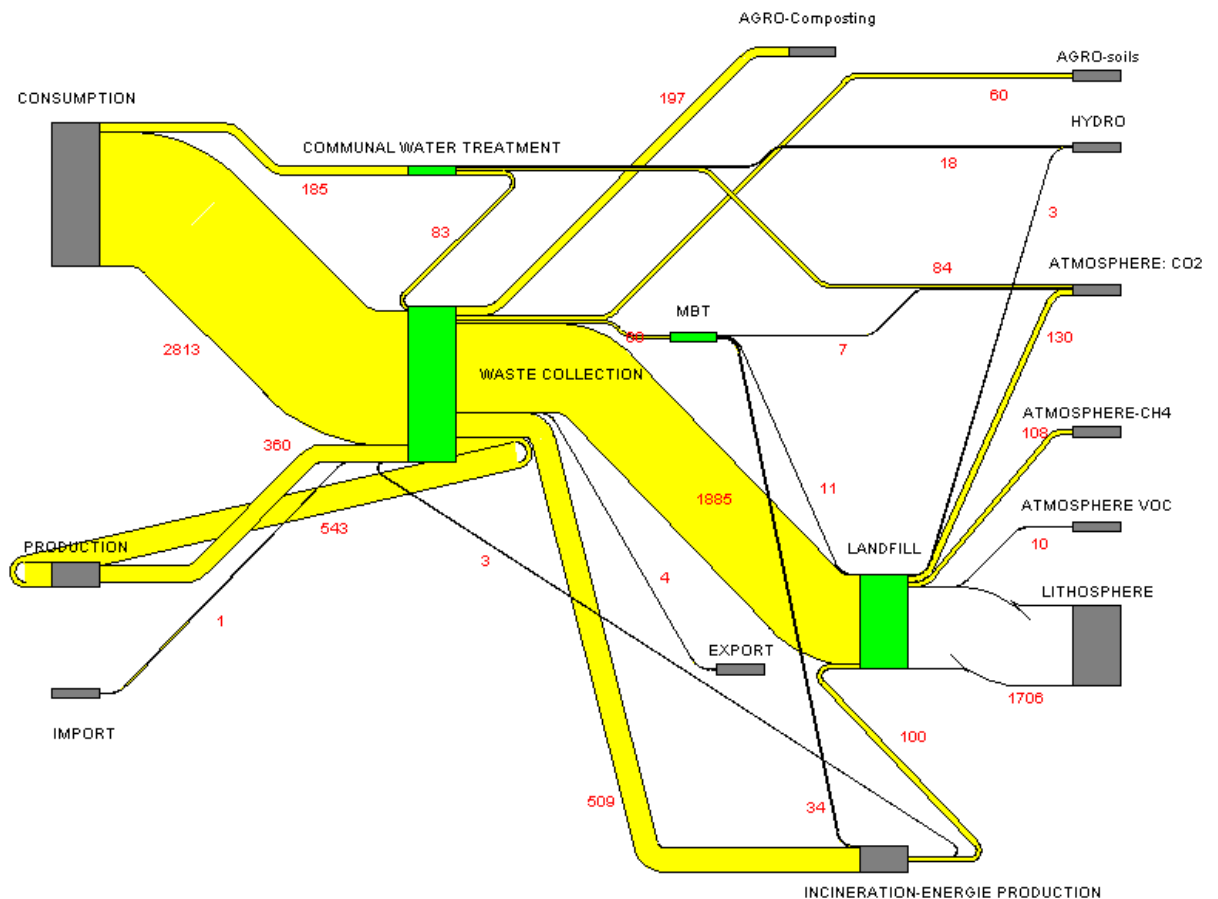 AGRO-Composting
AGRO-soils
CONSUMPTION
197
60
HYDRO
COMMUNAL WATER TREATMENT
18
185
3
83
84
ATMOSPHERE: CO2
MBT
2813
7
130
WASTE COLLECTION
ATMOSPHERE-CH4
108
360
11
1885
ATMOSPHERE VOC
543
10
PRODUCTION
LANDFILL
3
4
LITHOSPHERE
1
EXPORT
1706
IMPORT
100
509
34
INCINERATION-ENERGIE PRODUCTION